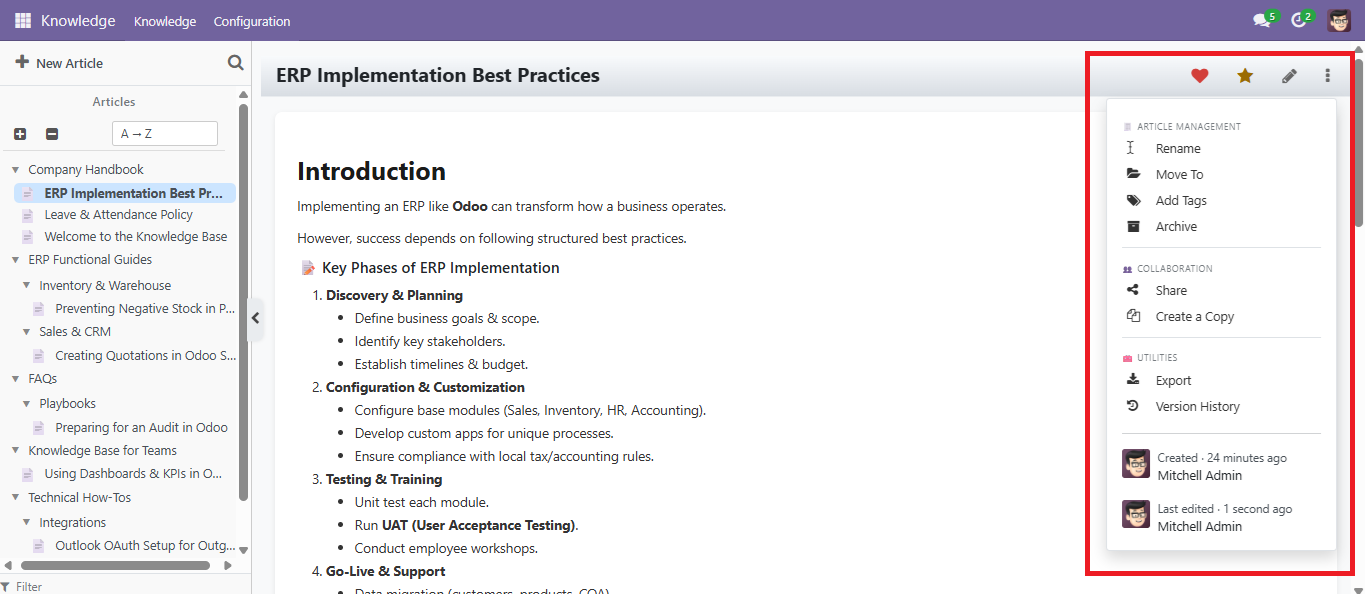 Knowledge Knowledge Configuration 5 2
New Article
Articles
A → Z
Company Handbook
ERP Implementation Best Pr...
Leave & Attendance Policy
Welcome to the Knowledge Base
ERP Functional Guides
Inventory & Warehouse
Preventing Negative Stock in P...
Sales & CRM
Creating Quotations in Odoo S...
FAQs
Playbooks
Preparing for an Audit in Odoo
Knowledge Base for Teams
Using Dashboards & KPIs in O...
Technical How-Tos
Integrations
Outlook OAuth Setup for Outg...
Filter
ERP Implementation Best Practices
Introduction
Implementing an ERP like Odoo can transform how a business operates.
However, success depends on following structured best practices.
Key Phases of ERP Implementation
1. Discovery & Planning
• Define business goals & scope.
• Identify key stakeholders.
• Establish timelines & budget.
2. Configuration & Customization
• Configure base modules (Sales, Inventory, HR, Accounting).
• Develop custom apps for unique processes.
• Ensure compliance with local tax/accounting rules.
3. Testing & Training
• Unit test each module.
• Run UAT (User Acceptance Testing).
• Conduct employee workshops.
4. Go-Live & Support
• Data migration (customers, products, COA).
ARTICLE MANAGEMENT
Rename
Move To
Add Tags
Archive
COLLABORATION
Share
Create a Copy
UTILITIES
Export
Version History
Created · 24 minutes ago
Mitchell Admin
Last edited · 1 second ago
Mitchell Admin